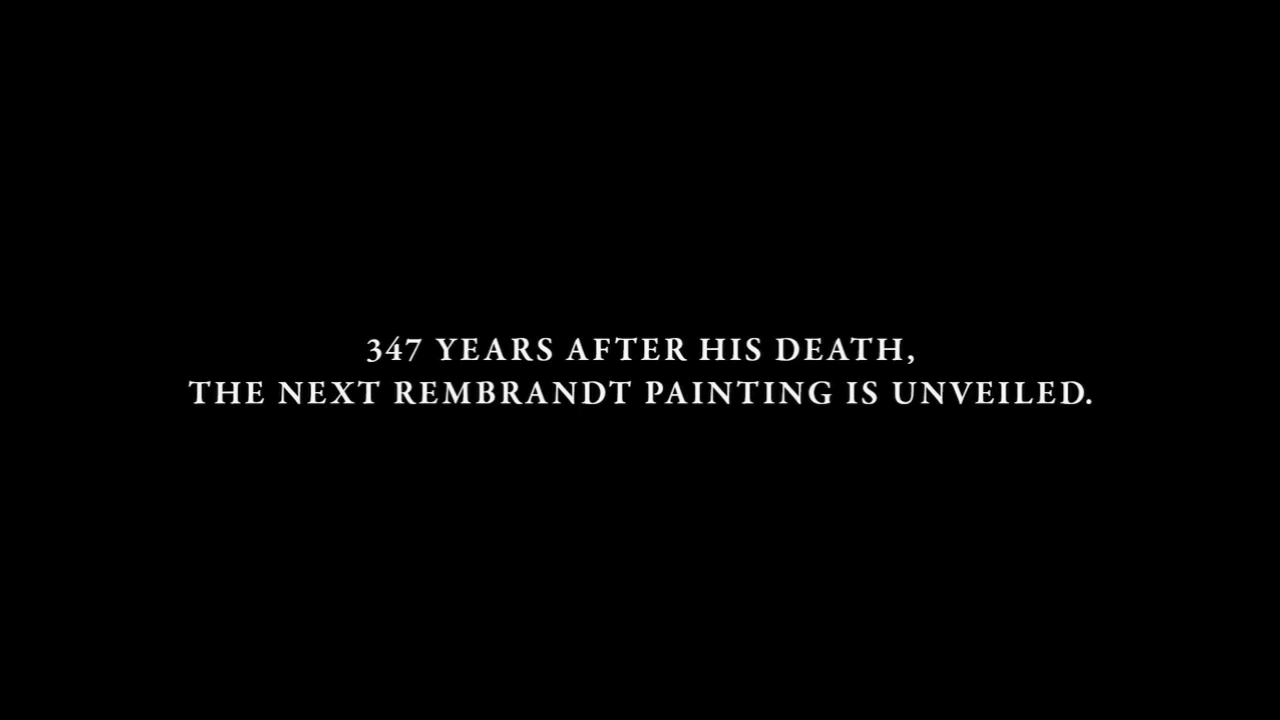 347 YEARS AFTER HIS DEATH,
THE NEXT REMBRANDT PAINTING IS UNVEILED.